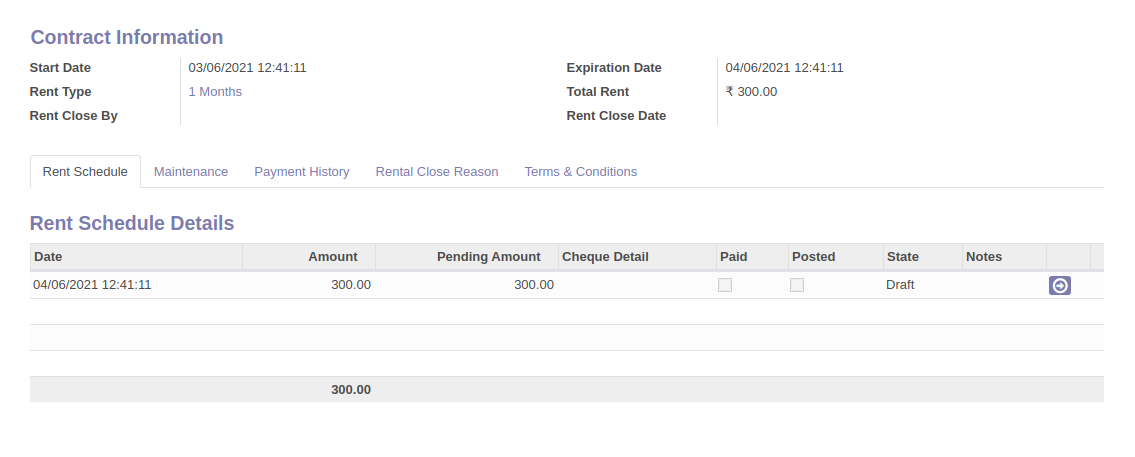 Contract Information
Start Date 03/06/2021 12:41:11 Expiration Date 04/06/2021 12:41:11
Rent Type 1 Months Total Rent ₹ 300.00
Rent Close By Rent Close Date
Rent Schedule Maintenance Payment History Rental Close Reason Terms & Conditions
Rent Schedule Details
Date Amount Pending Amount Cheque Detail Paid Posted State Notes
04/06/2021 12:41:11 300.00 300.00 Draft
300.00